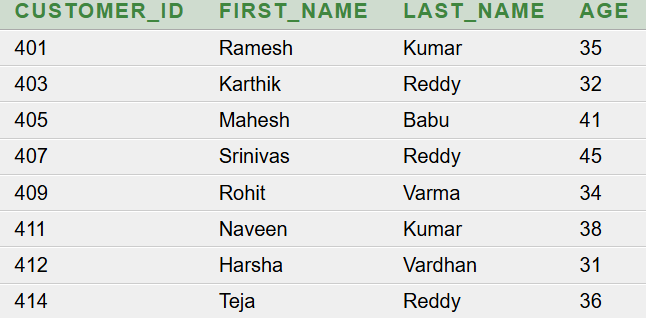 CUSTOMER_ID FIRST_NAME LAST_NAME AGE
401 Ramesh Kumar 35
403 Karthik Reddy 32
405 Mahesh Babu 41
407 Srinivas Reddy 45
409 Rohit Varma 34
411 Naveen Kumar 38
412 Harsha Vardhan 31
414 Teja Reddy 36